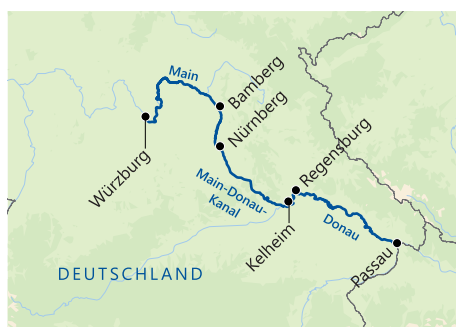 Main
Bamberg
Nürnberg
Würzburg
Regensburg
Main-Donau-
Kanal
Kelheim
Donau
Passau
DEUTSCHLAND